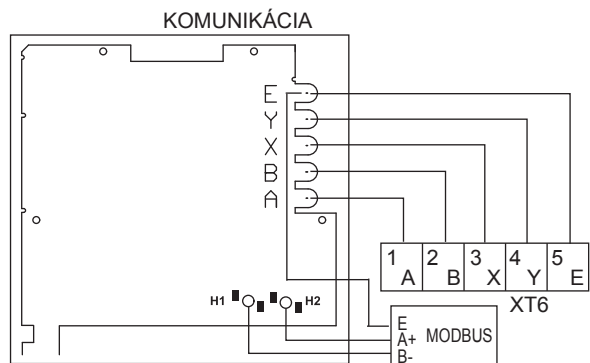 KOMUNIKÁCIA
E
Y
X
B
A
1 2 3 4 5
A B X Y E
XT6
H1 H2
E
A+ MODBUS
B-